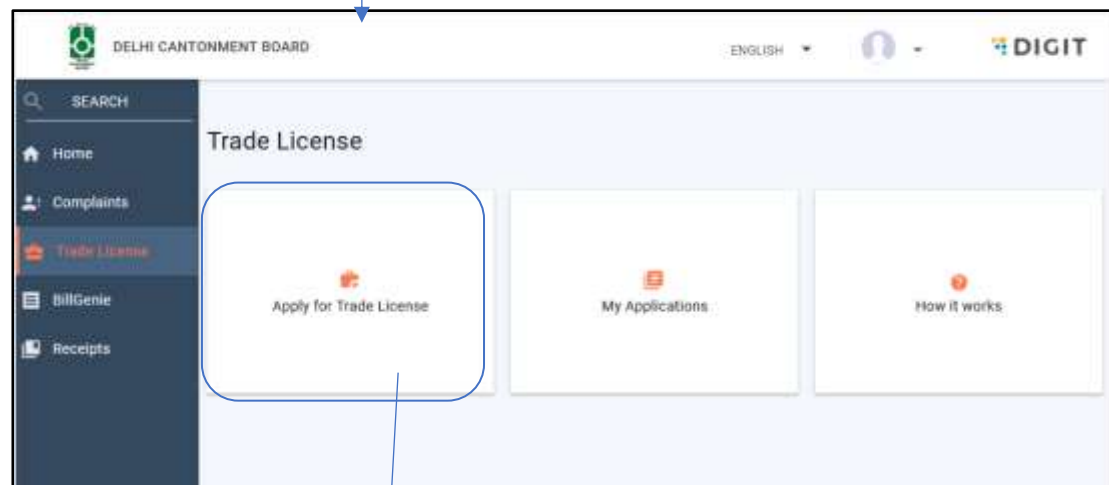 DELHI CANTONMENT BOARD
ENGLISH
DIGIT
SEARCH
Home
Complaints
Trade License
BillGenie
Receipts
Trade License
Apply for Trade License
My Applications
How it works